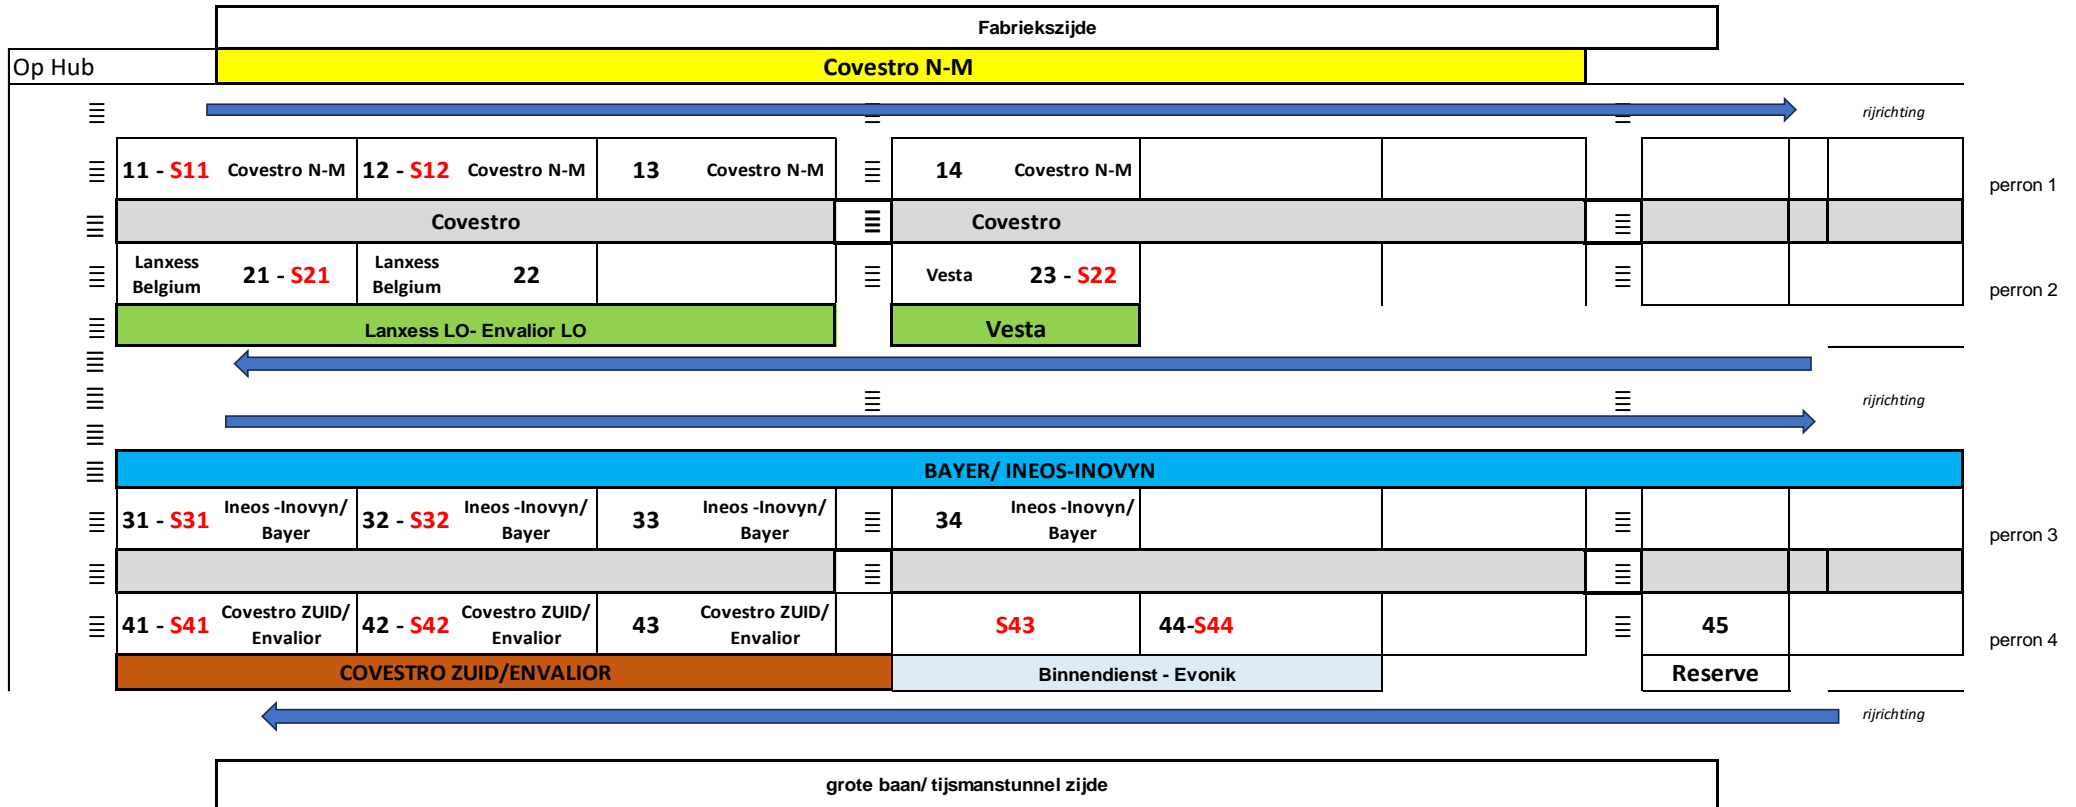 Fabriekszijde
Op Hub
Covestro N-M
rijrichting
11 - S11 Covestro N-M 12 - S12 Covestro N-M 13 Covestro N-M 14 Covestro N-M
perron 1
Covestro Covestro
Lanxess Belgium 21 - S21 Lanxess Belgium 22 Vesta 23 - S22
perron 2
Lanxess LO- Envalior LO Vesta
rijrichting
BAYER/ INEOS-INOVYN
31 - S31 Ineos -Inovyn/ Bayer 32 - S32 Ineos -Inovyn/ Bayer 33 Ineos -Inovyn/ Bayer 34 Ineos -Inovyn/ Bayer
perron 3
41 - S41 Covestro ZUID/ Envalior 42 - S42 Covestro ZUID/ Envalior 43 Covestro ZUID/ Envalior S43 44-S44 45
perron 4
COVESTRO ZUID/ENVALIOR Binnendienst - Evonik Reserve
rijrichting
grote baan/ tijsmanstunnel zijde